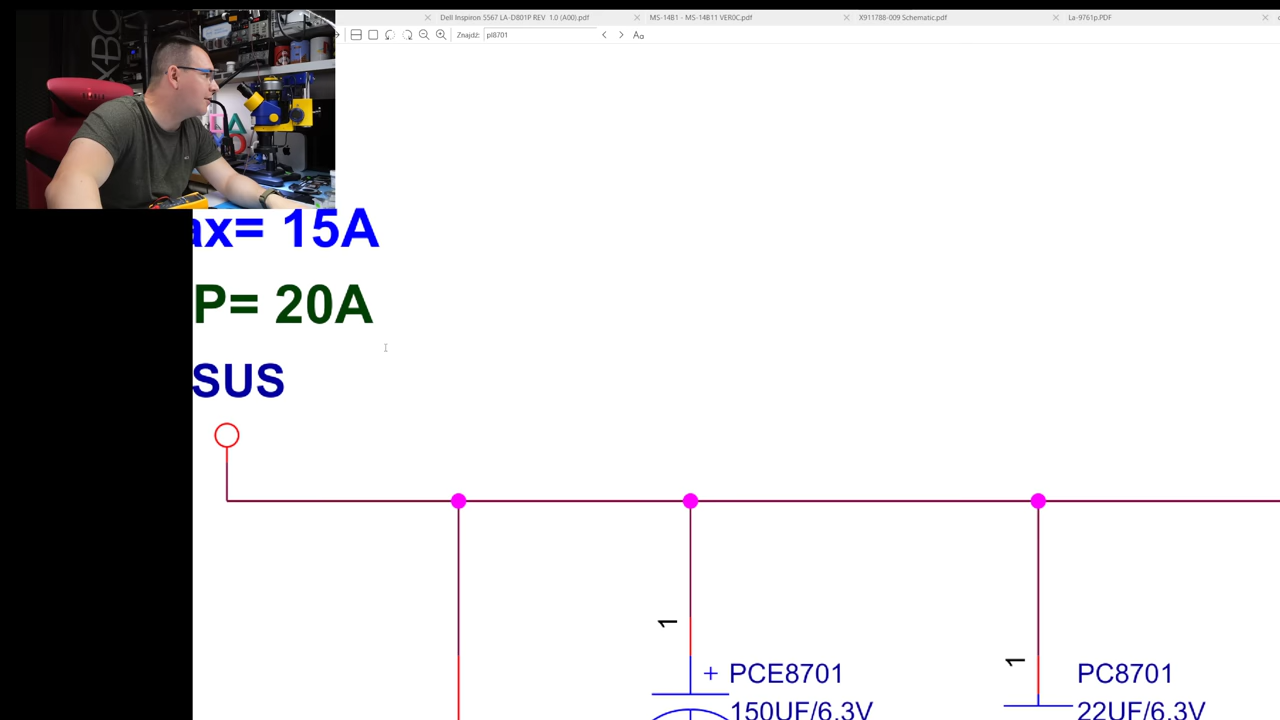 XBO
Dell Inspiron 5567 LA-D801P REV 1.0 (A00).pdf
MS-14B1 - MS-14B11 VER0C.pdf
X911788-009 Schematic.pdf
La-9761p.PDF
Znajdź: pl8701
Aa
ax= 15A
P= 20A
SUS
1
+ PCE8701
150UF/6.3V
1
PC8701
22UF/6.3V